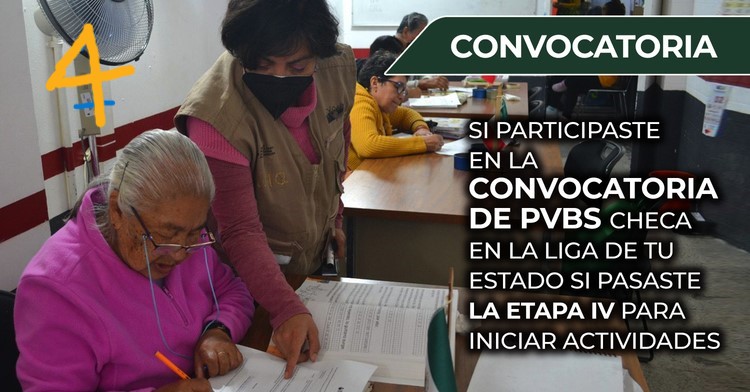 4
CONVOCATORIA
SI PARTICIPASTE
EN LA
CONVOCATORIA
DE PVBS CHECA
EN LA LIGA DE TU
ESTADO SI PASASTE
LA ETAPA IV PARA
INICIAR ACTIVIDADES